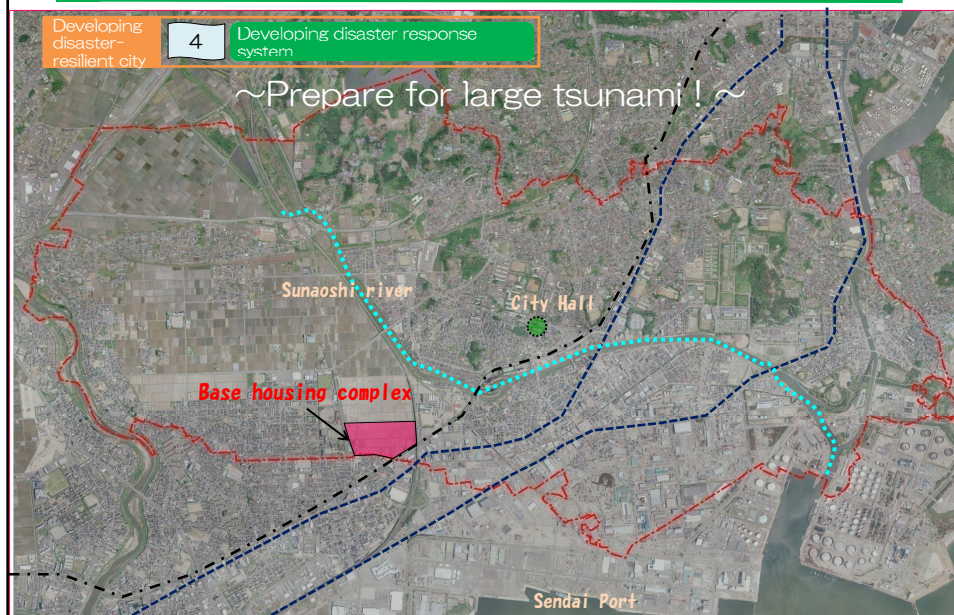 Developing
disaster-
resilient city
4
Developing disaster response
system
～Prepare for large tsunami！～
Sunaoshi river
City Hall
Base housing complex
Sendai Port